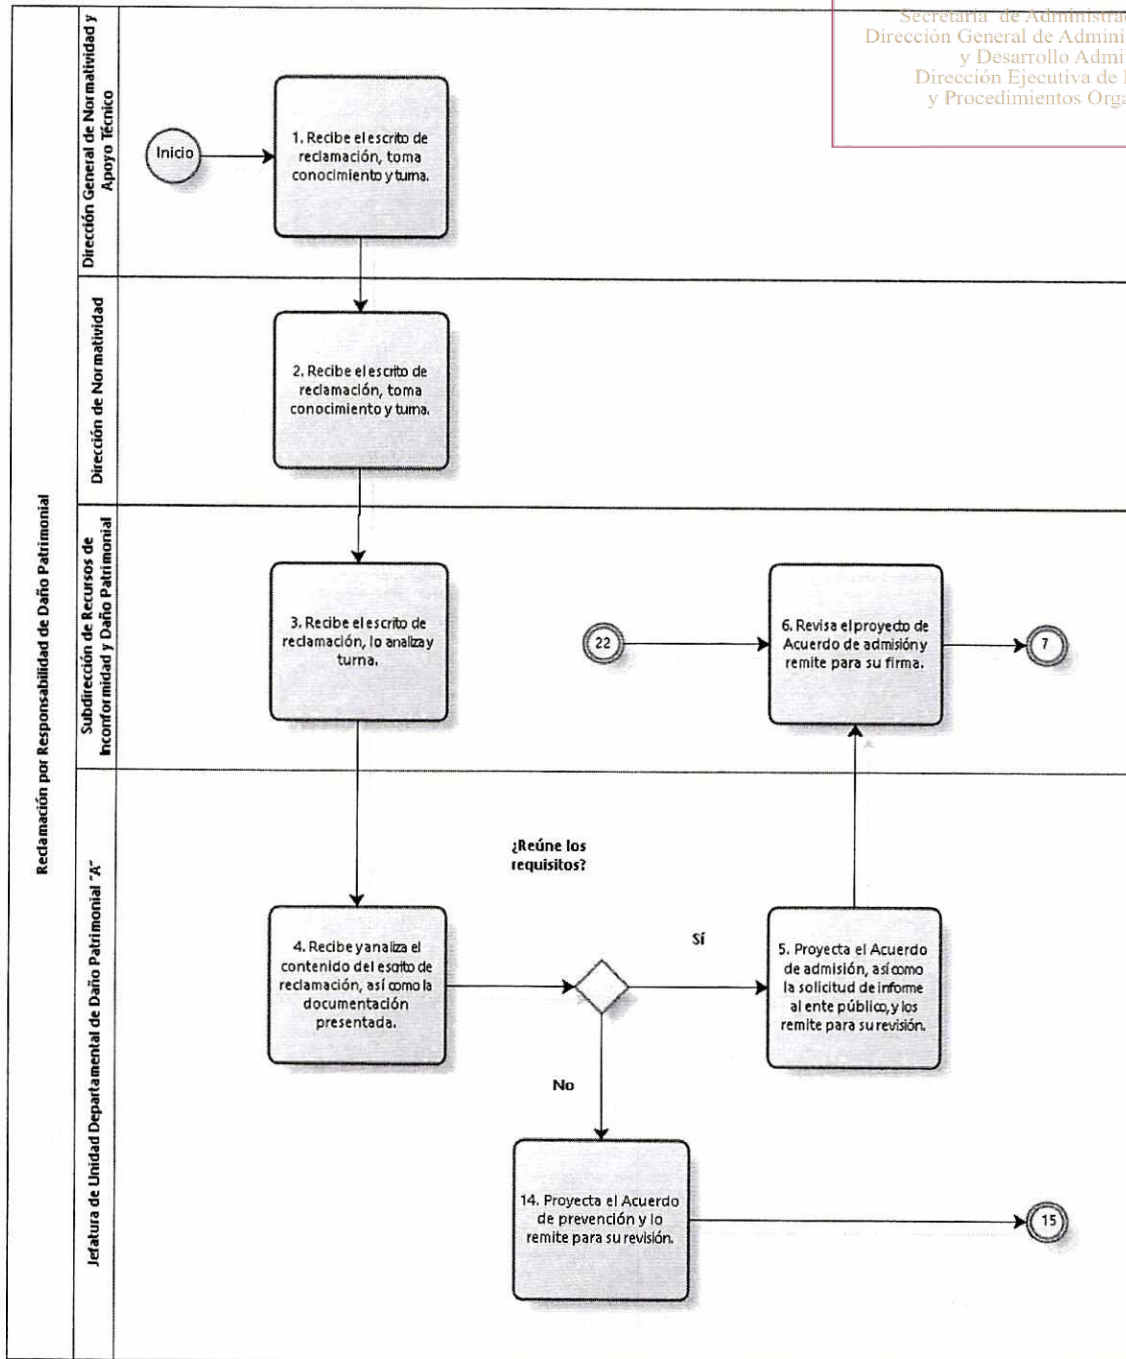 Secretaría de Administra
Dirección General de Admini
y Desarrollo Admi
Dirección Ejecutiva de
y Procedimientos Orga
Reclamación por Responsabilidad de Daño Patrimonial
Dirección General de Normatividad y
Apoyo Técnico
Inicio
1. Recibe el escrito de
reclamación, toma
conocimiento y turna.
Dirección de Normatividad
2. Recibe el escrito de
reclamación, toma
conocimiento y turna.
Subdirección de Recursos de
Inconformidad y Daño Patrimonial
3. Recibe el escrito de
reclamación, lo analiza y
turna.
22
6. Revisa el proyecto de
Acuerdo de admisión y
remite para su firma.
7
Jefatura de Unidad Departamental de Daño Patrimonial "A"
4. Recibe y analiza el
contenido del escrito de
reclamación, así como la
documentación
presentada.
¿Reúne los
requisitos?
Sí
5. Proyecta el Acuerdo
de admisión, así como
la solicitud de informe
al ente público, y los
remite para su revisión.
No
14. Proyecta el Acuerdo
de prevención y lo
remite para su revisión.
15